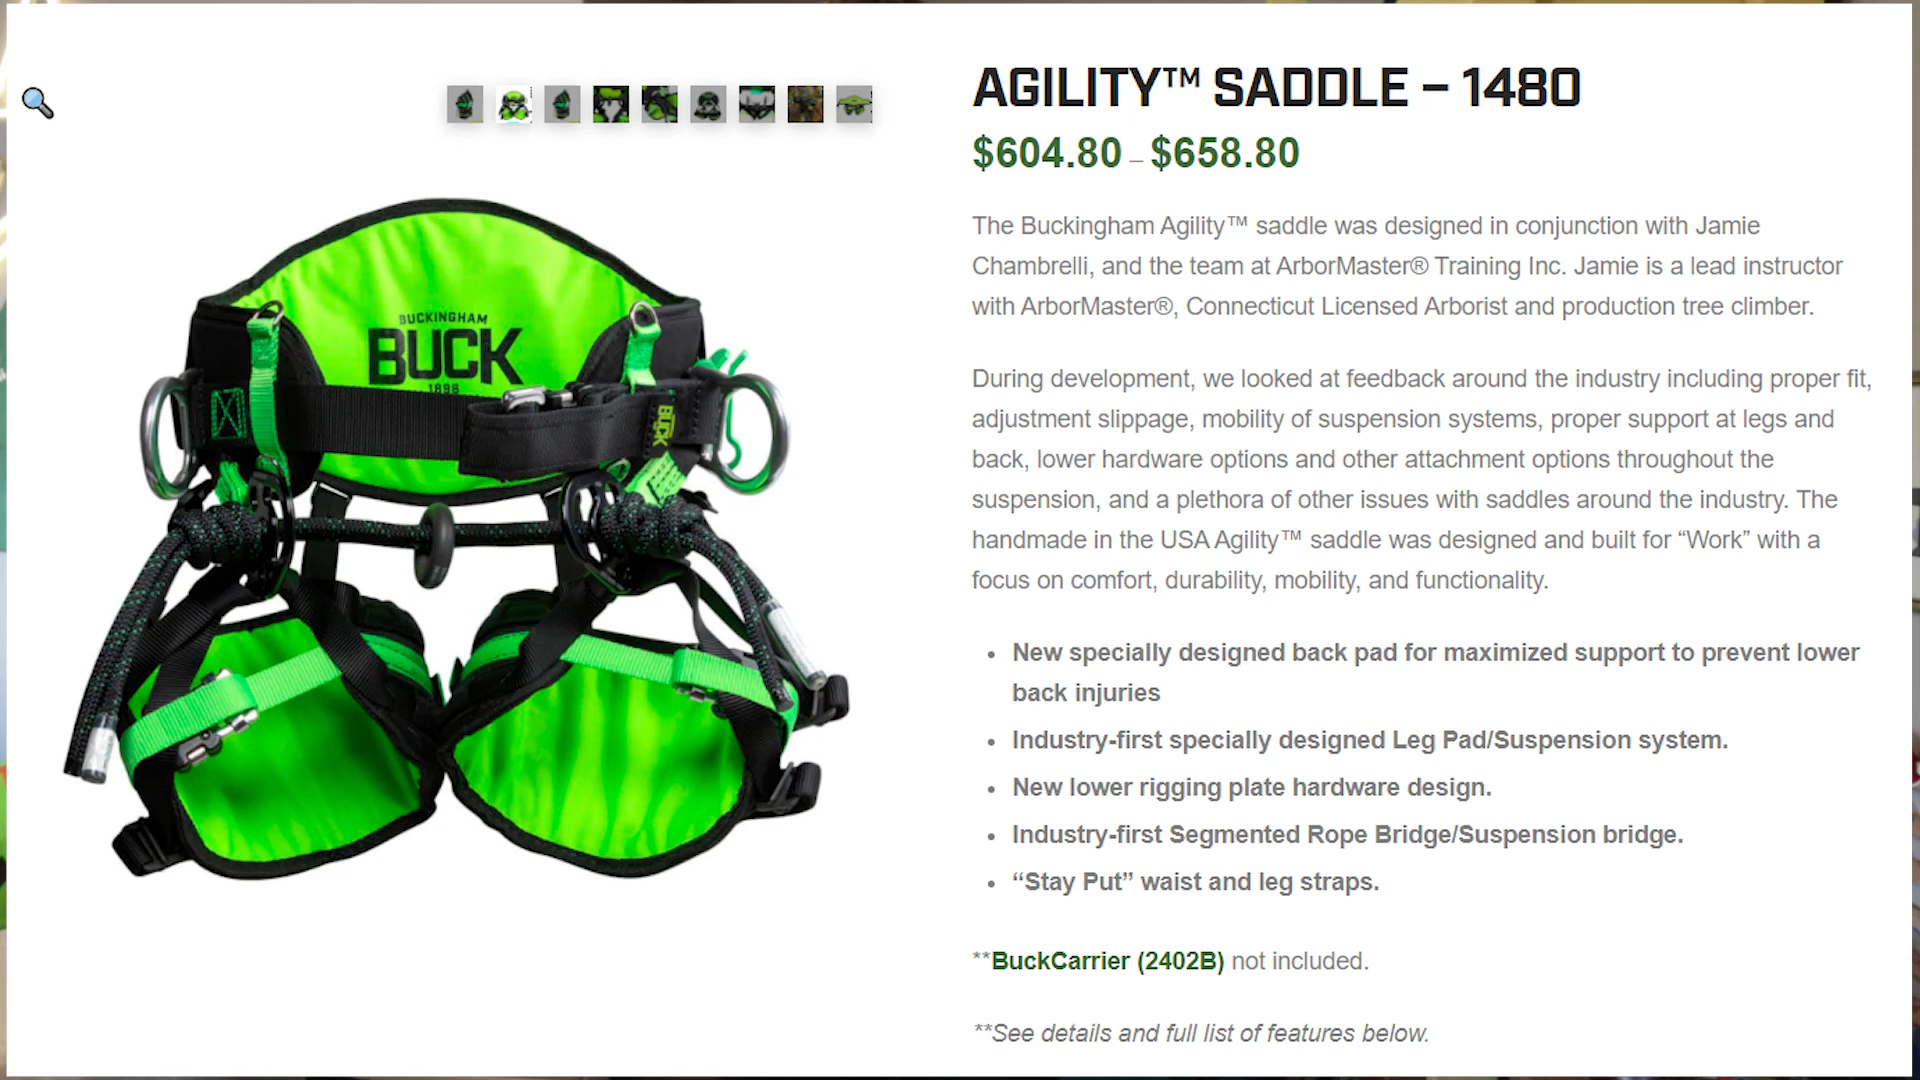 AGILITY™ SADDLE – 1480
$604.80 – $658.80
The Buckingham Agility™ saddle was designed in conjunction with Jamie
Chambrelli, and the team at ArborMaster® Training Inc. Jamie is a lead instructor
with ArborMaster®, Connecticut Licensed Arborist and production tree climber.
During development, we looked at feedback around the industry including proper fit,
adjustment slippage, mobility of suspension systems, proper support at legs and
back, lower hardware options and other attachment options throughout the
suspension, and a plethora of other issues with saddles around the industry. The
handmade in the USA Agility™ saddle was designed and built for “Work” with a
focus on comfort, durability, mobility, and functionality.
• New specially designed back pad for maximized support to prevent lower
back injuries
• Industry-first specially designed Leg Pad/Suspension system.
• New lower rigging plate hardware design.
• Industry-first Segmented Rope Bridge/Suspension bridge.
• “Stay Put” waist and leg straps.
**BuckCarrier (2402B) not included.
**See details and full list of features below.
BUCKINGHAM
BUCK
1896
BUCK